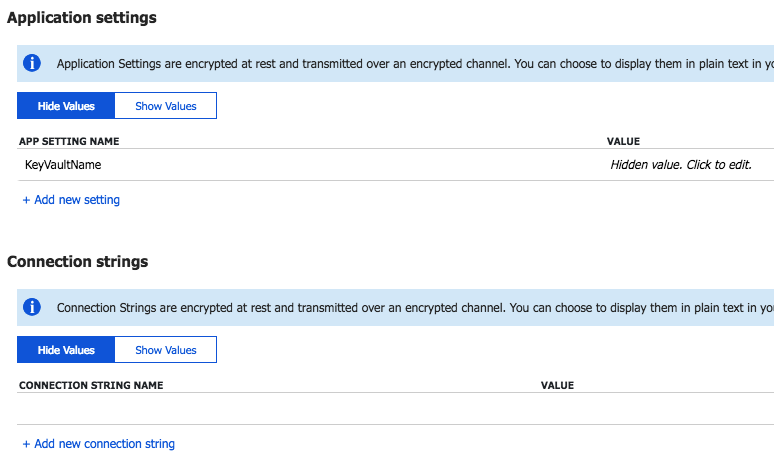 Application settings
Application Settings are encrypted at rest and transmitted over an encrypted channel. You can choose to display them in plain text in
Hide Values Show Values
APP SETTING NAME VALUE
KeyVaultName Hidden value. Click to edit.
+ Add new setting
Connection strings
Connection Strings are encrypted at rest and transmitted over an encrypted channel. You can choose to display them in plain text in
Hide Values Show Values
CONNECTION STRING NAME VALUE
+ Add new connection string